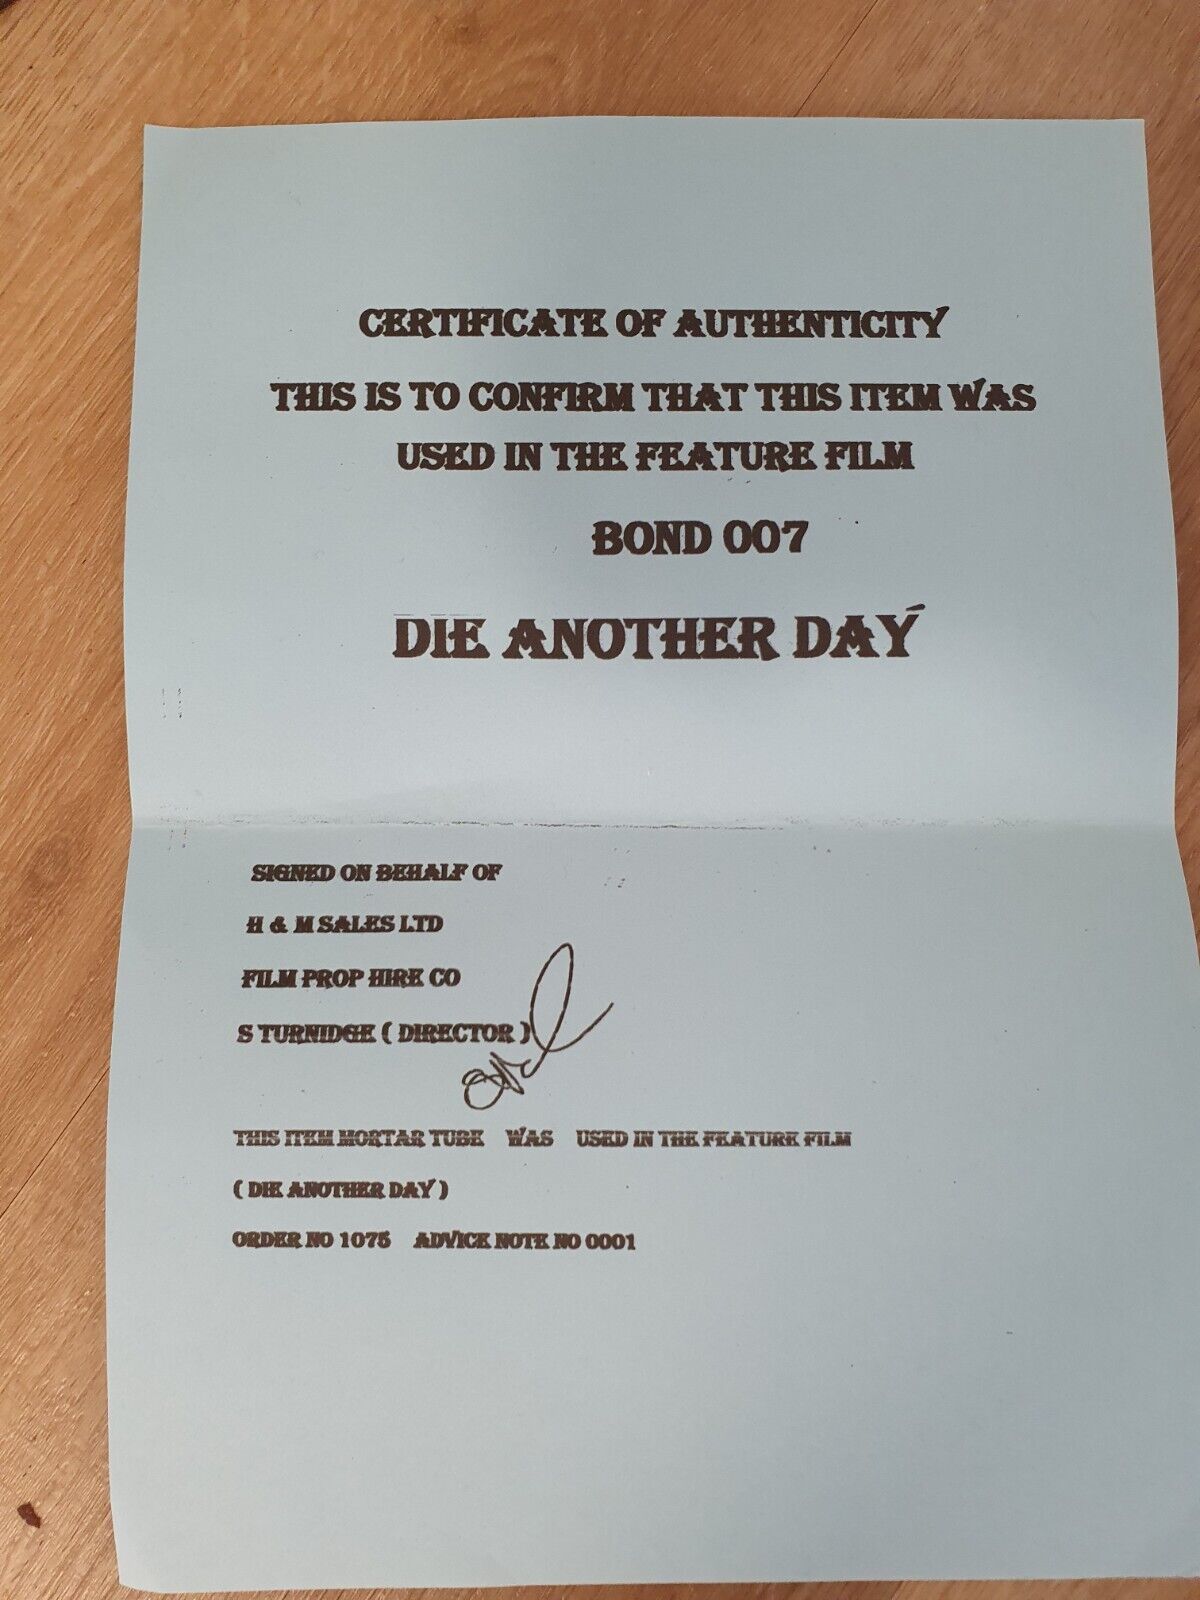 CERTIFICATE OF AUTHENTICITY
THIS IS TO CONFIRM THAT THIS ITEM WAS
USED IN THE FEATURE FILM
BOND 007
DIE ANOTHER DAY
SIGNED ON BEHALF OF
H & M SALES LTD
FILM PROP HIRE CO
S TURNIDGE ( DIRECTOR )
THIS ITEM MORTAR TUBE WAS USED IN THE FEATURE FILM
( DIE ANOTHER DAY )
ORDER NO 1075 ADVICE NOTE NO 0001